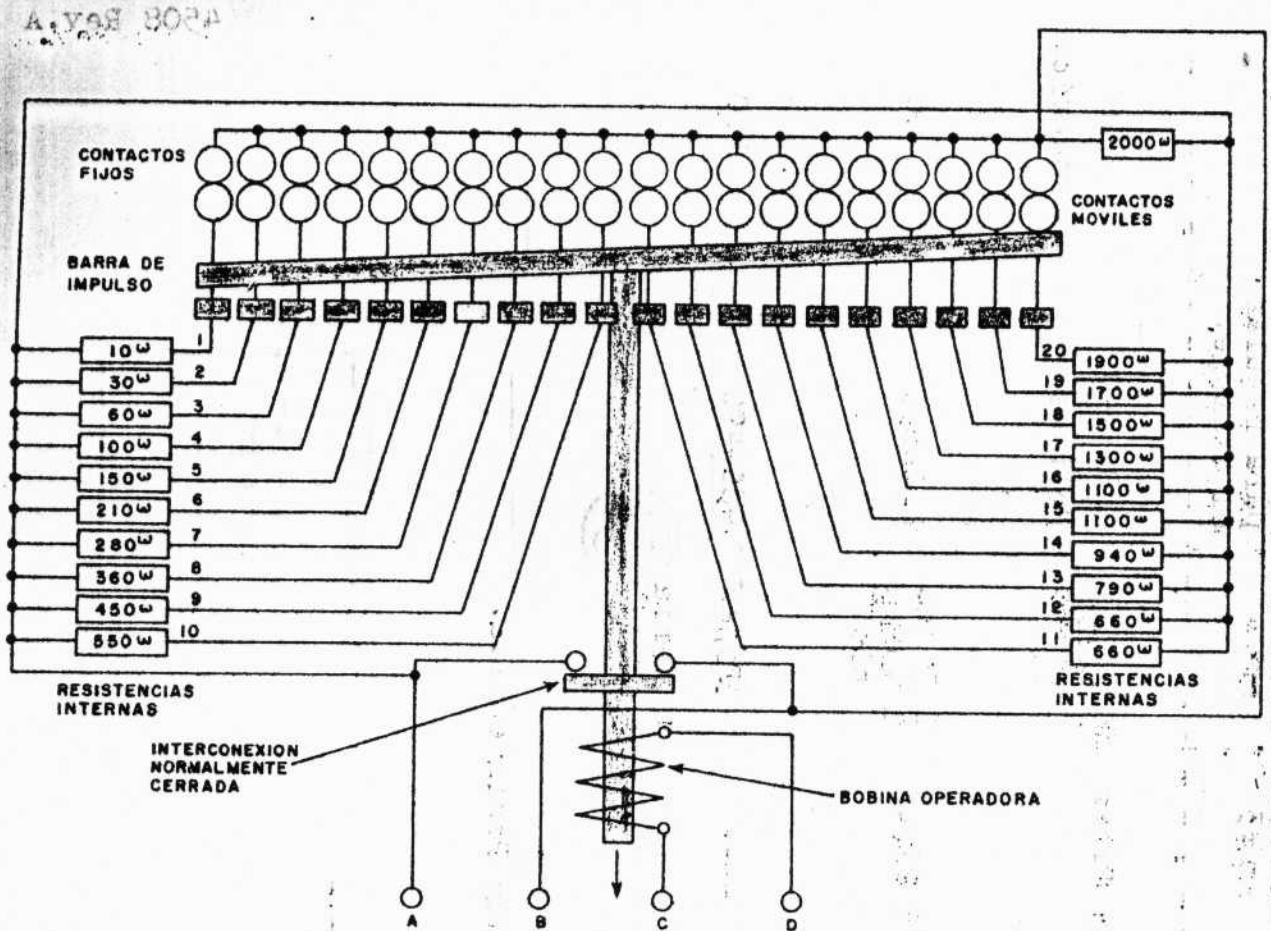 4508 Rev. A
CONTACTOS
FIJOS
2000ω
CONTACTOS
MOVILES
BARRA DE
IMPULSO
10ω 1
30ω 2
60ω 3
100ω 4
150ω 5
210ω 6
280ω 7
360ω 8
450ω 9
550ω 10
20 1900ω
19 1700ω
18 1500ω
17 1300ω
16 1100ω
15 1100ω
14 940ω
13 790ω
12 660ω
11 660ω
RESISTENCIAS
INTERNAS
RESISTENCIAS
INTERNAS
INTERCONEXION
NORMALMENTE
CERRADA
BOBINA OPERADORA
A B C D